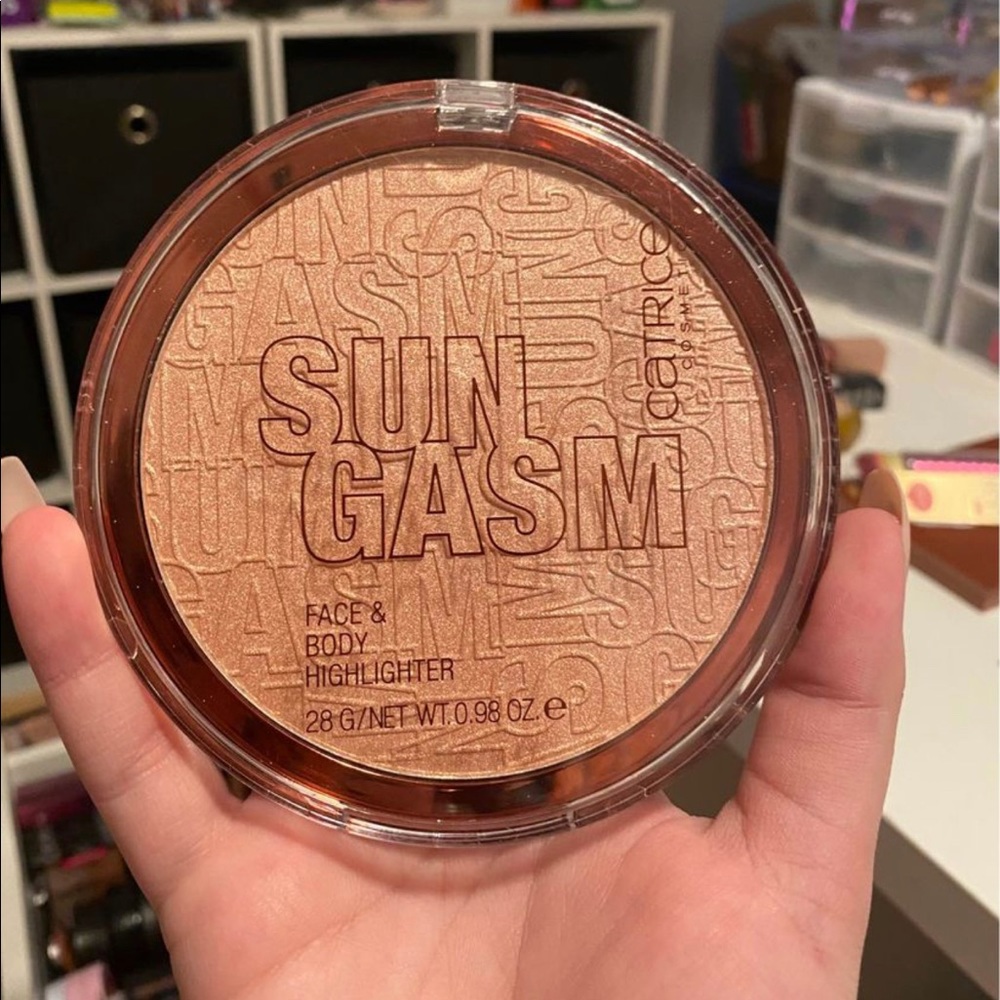 SUN
GASM
FACE &
BODY
HIGHLIGHTER
28 G/NET WT. 0.98 OZ. e
CATRICE
COSMETICS